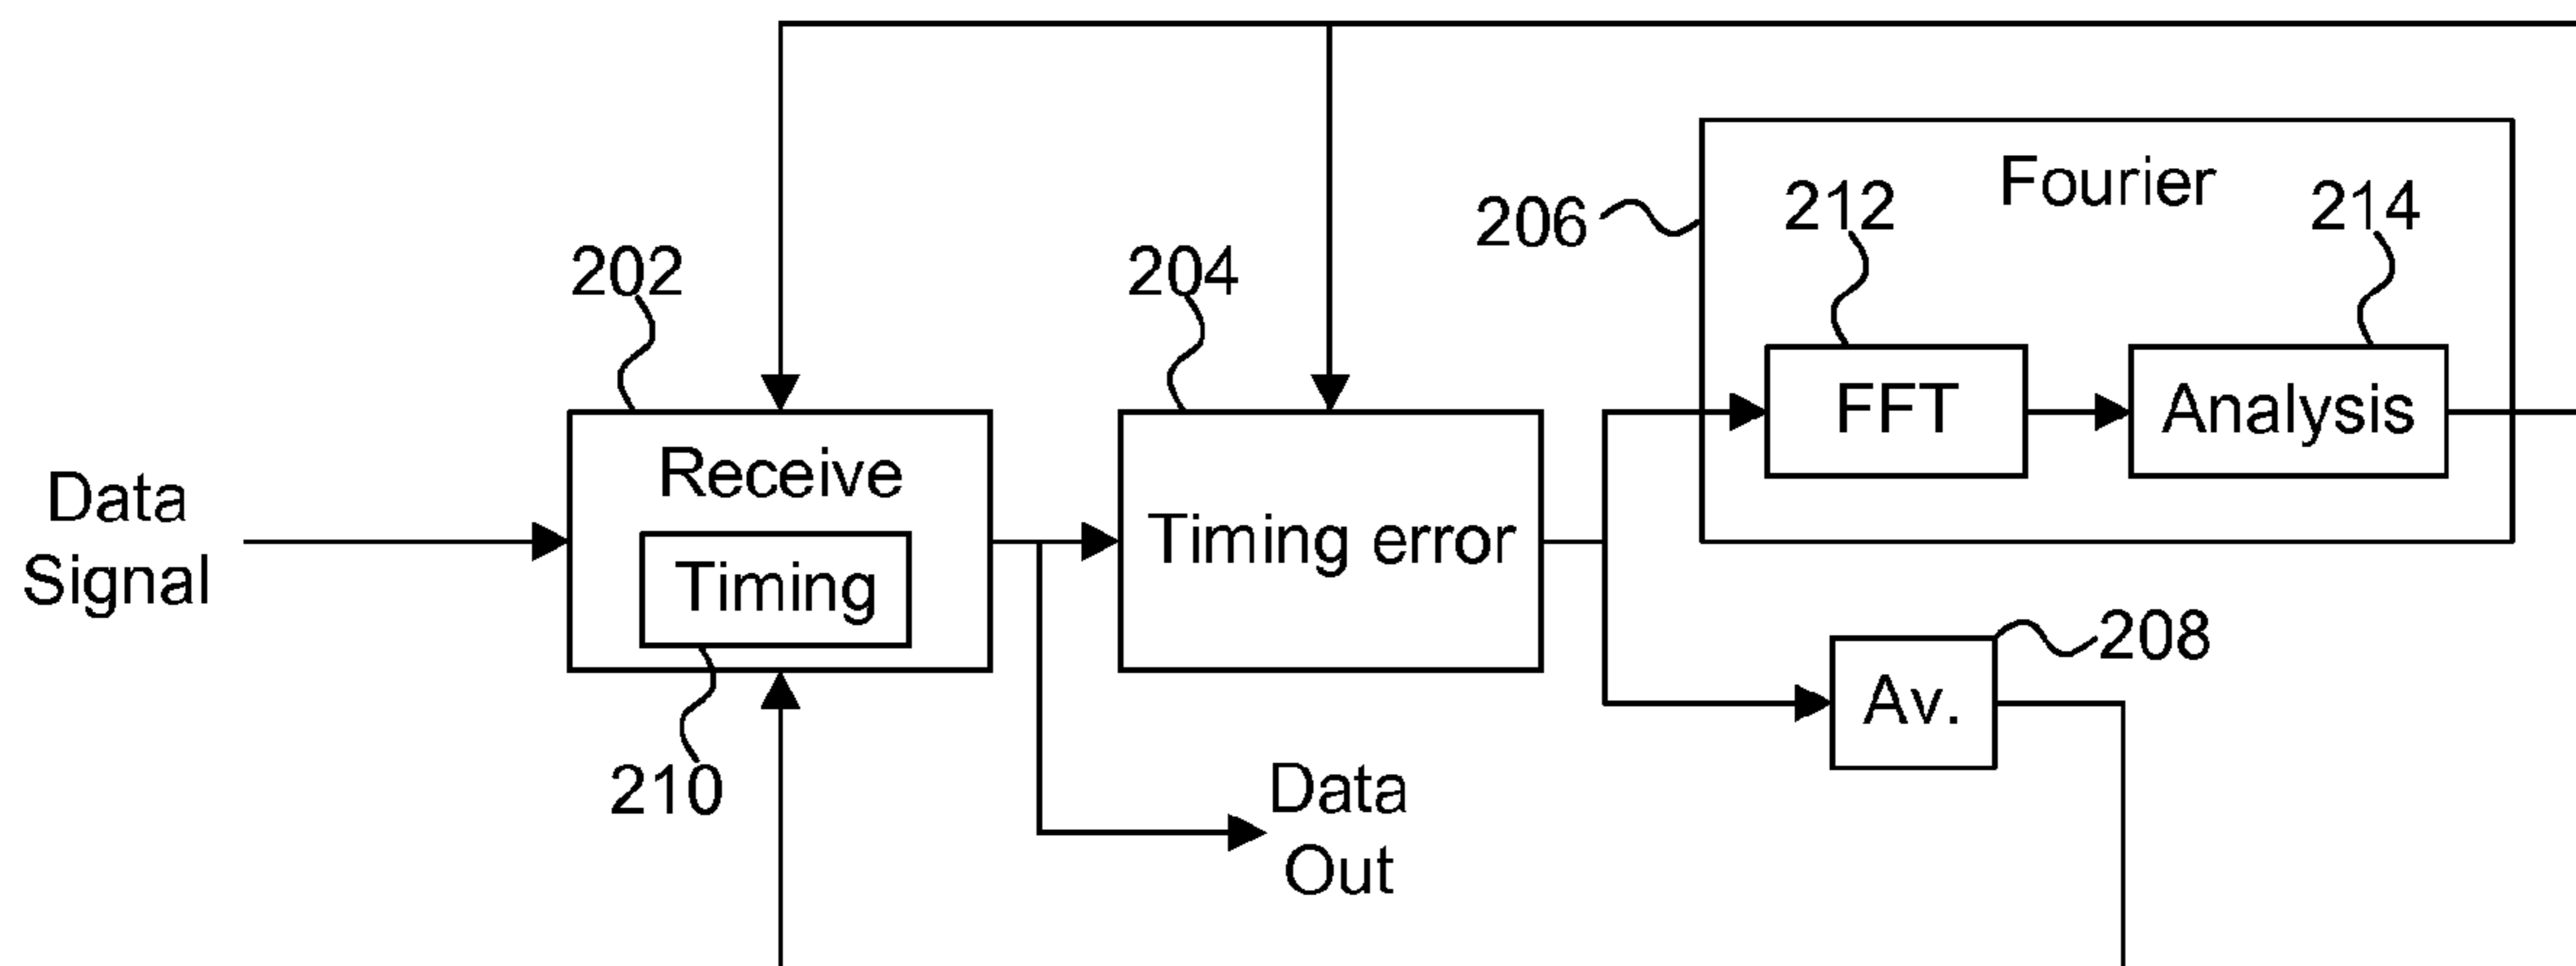 Fourier
206
212
214
202
204
FFT
Analysis
Receive
Data
Signal
Timing
Timing error
208
Av.
210
Data
Out